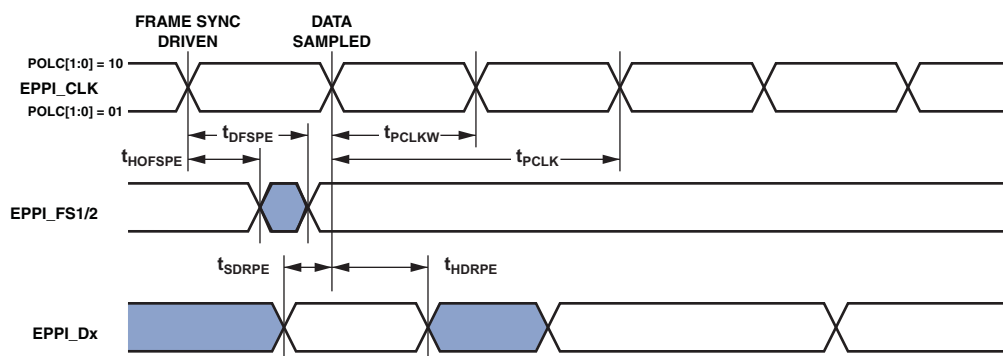 FRAME SYNC
DRIVEN
DATA
SAMPLED
POLC[1:0] = 10
EPPI_CLK
POLC[1:0] = 01
tDFSPE
tPCLKW
tHOFSPE
tPCLK
EPPI_FS1/2
tSDRPE
tHDRPE
EPPI_Dx